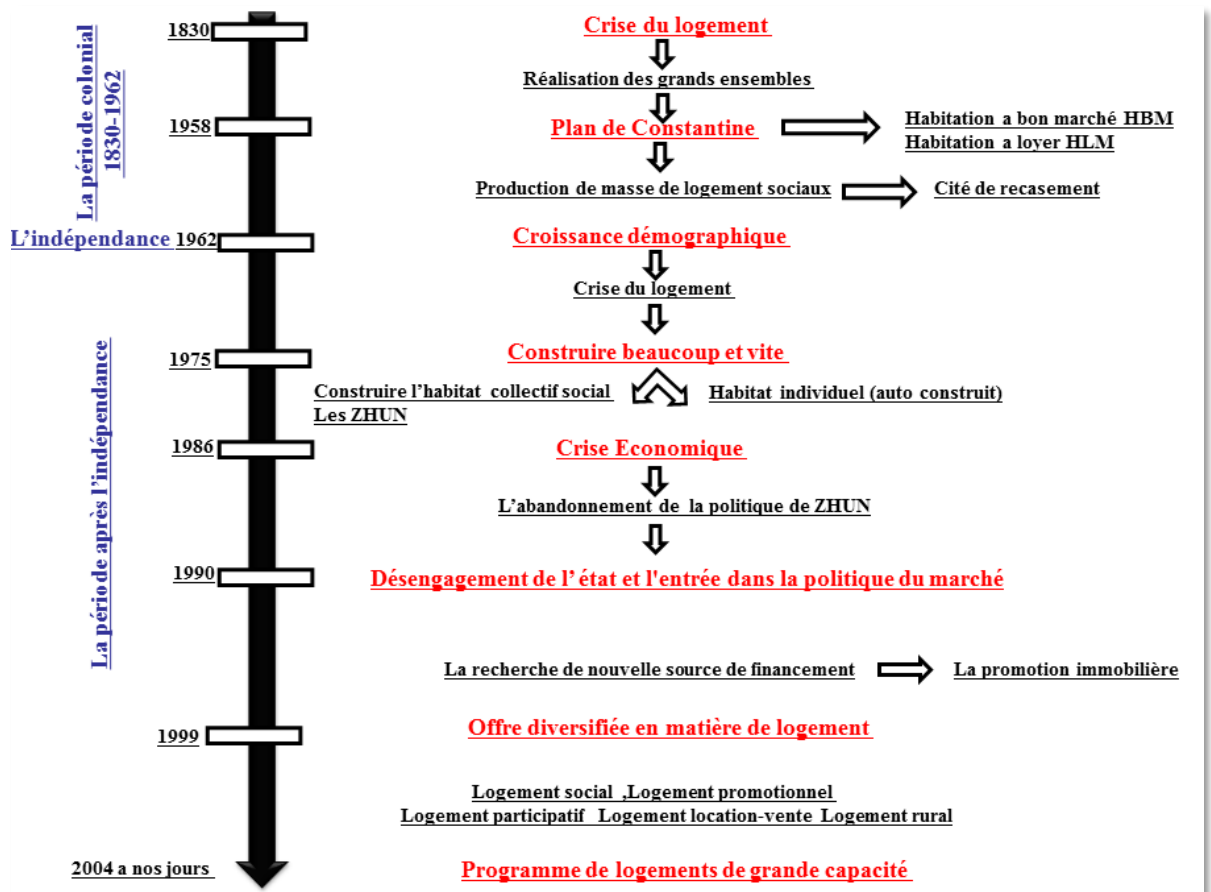 La période colonial
1830-1962
1830
Crise du logement
Réalisation des grands ensembles
1958
Plan de Constantine
Habitation a bon marché HBM
Habitation a loyer HLM
Production de masse de logement sociaux
Cité de recasement
L'indépendance 1962
Croissance démographique
Crise du logement
La période après l'indépendance
1975
Construire beaucoup et vite
Construire l'habitat collectif social
Les ZHUN
Habitat individuel (auto construit)
1986
Crise Economique
L'abandonnement de la politique de ZHUN
1990
Désengagement de l' état et l'entrée dans la politique du marché
La recherche de nouvelle source de financement
La promotion immobilière
1999
Offre diversifiée en matière de logement
Logement social ,Logement promotionnel
Logement participatif Logement location-vente Logement rural
2004 a nos jours
Programme de logements de grande capacité